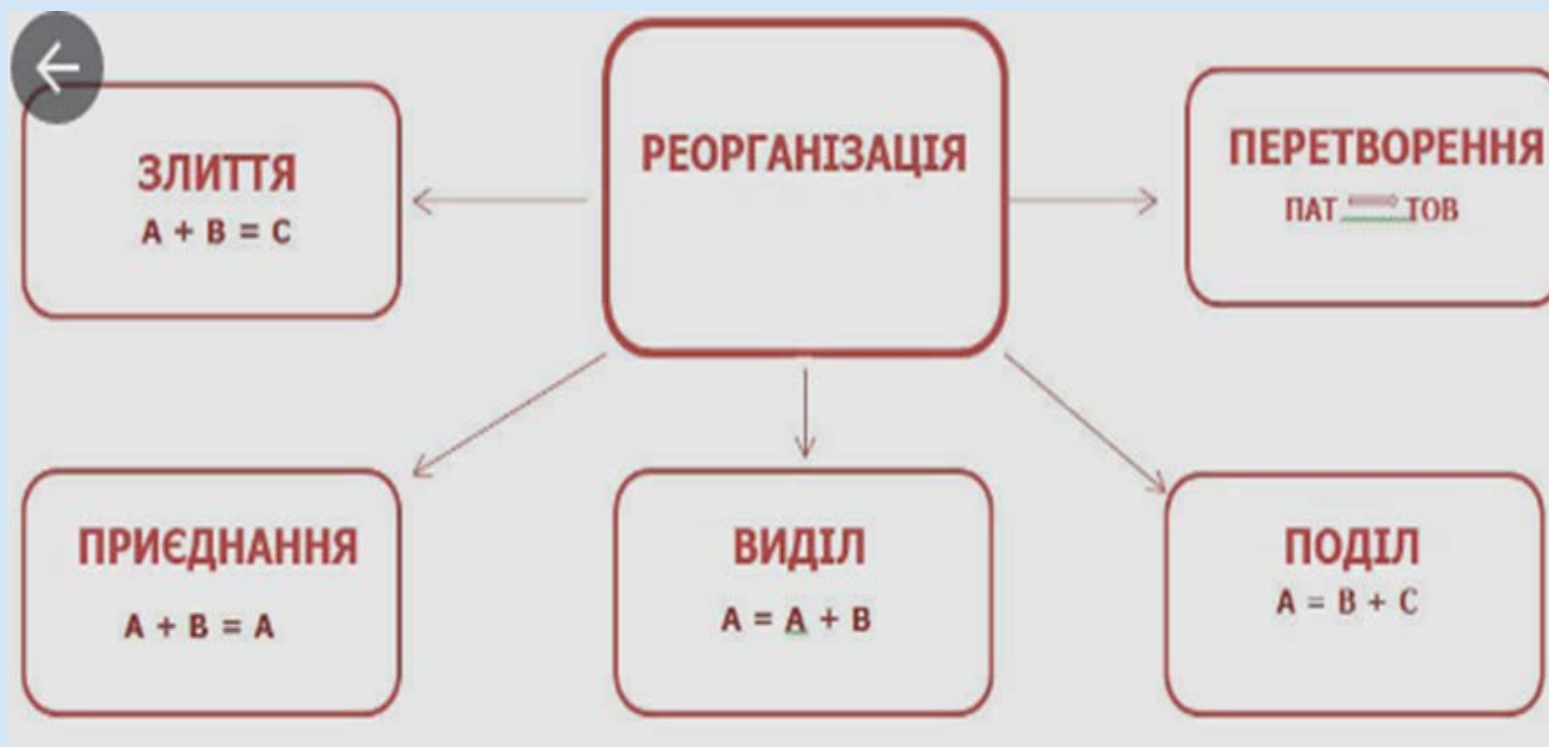 РЕОРГАНІЗАЦІЯ
ЗЛИТТЯ
A + B = C
ПЕРЕТВОРЕННЯ
ПАТ ТОВ
ПРИЄДНАННЯ
A + B = A
ВИДІЛ
A = A + B
ПОДІЛ
A = B + C